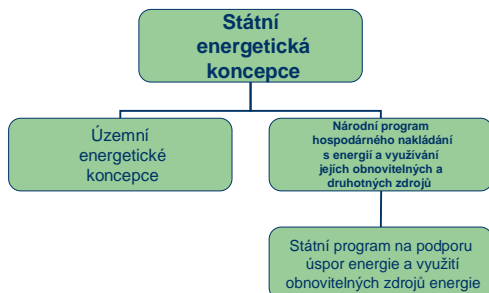 Státní
energetická
koncepce
Územní
energetické
koncepce
Národní program
hospodárného nakládání
s energií a využívání
jejích obnovitelných a
druhotných zdrojů
Státní program na podporu
úspor energie a využití
obnovitelných zdrojů energie